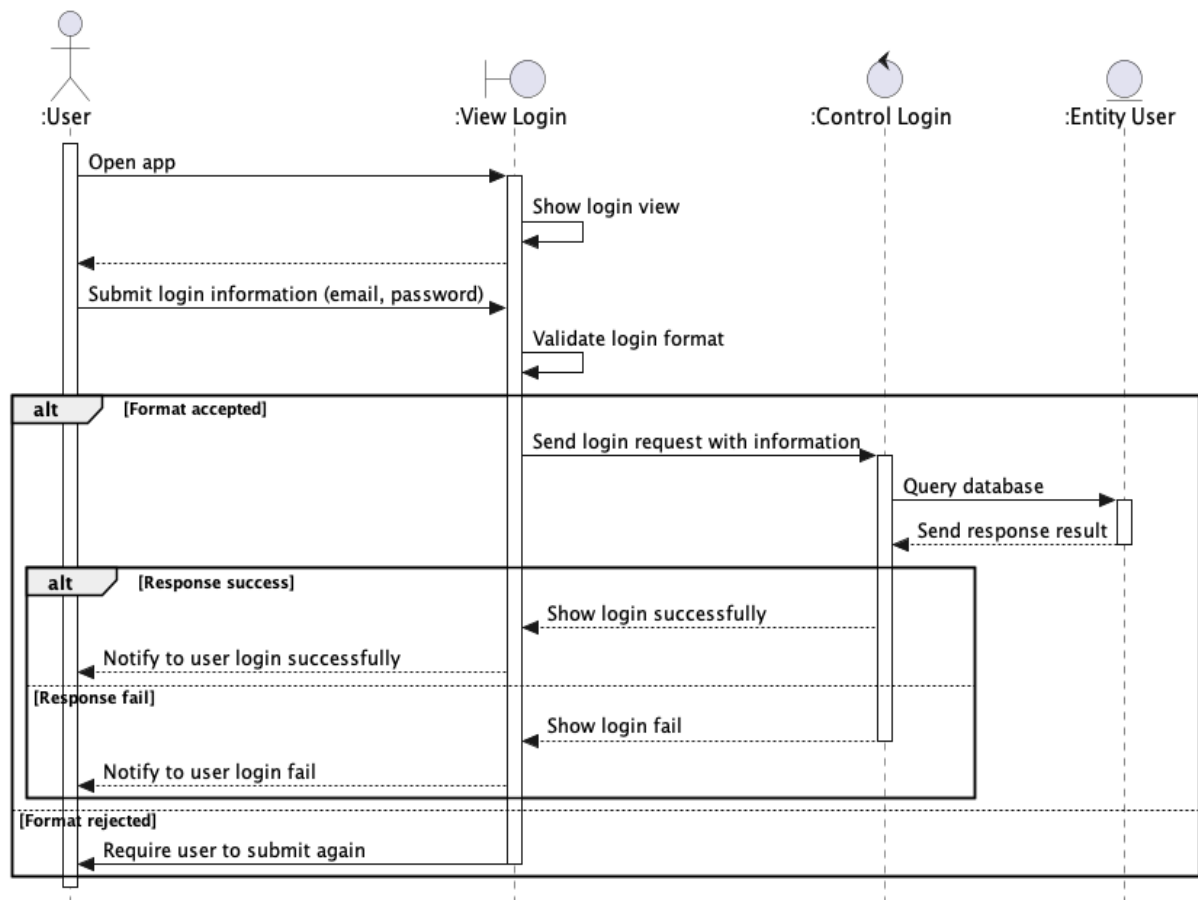 :User
:View Login
:Control Login
:Entity User
Open app
Show login view
Submit login information (email, password)
Validate login format
alt
[Format accepted]
Send login request with information
Query database
Send response result
alt
[Response success]
Show login successfully
Notify to user login successfully
[Response fail]
Show login fail
Notify to user login fail
[Format rejected]
Require user to submit again